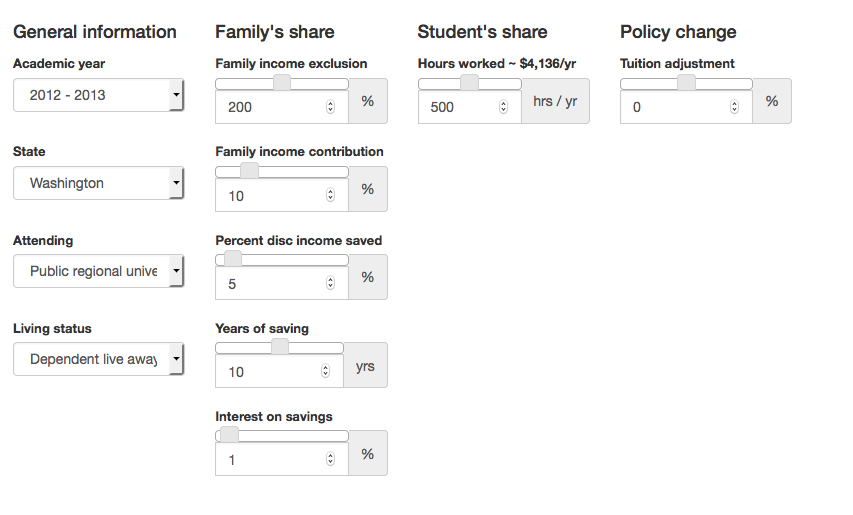 General information
Academic year
2012 - 2013
State
Washington
Attending
Public regional unive
Living status
Dependent live away
Family's share
Family income exclusion
200 %
Family income contribution
10 %
Percent disc income saved
5 %
Years of saving
10 yrs
Interest on savings
1 %
Student's share
Hours worked ~ $4,136/yr
500 hrs / yr
Policy change
Tuition adjustment
0 %